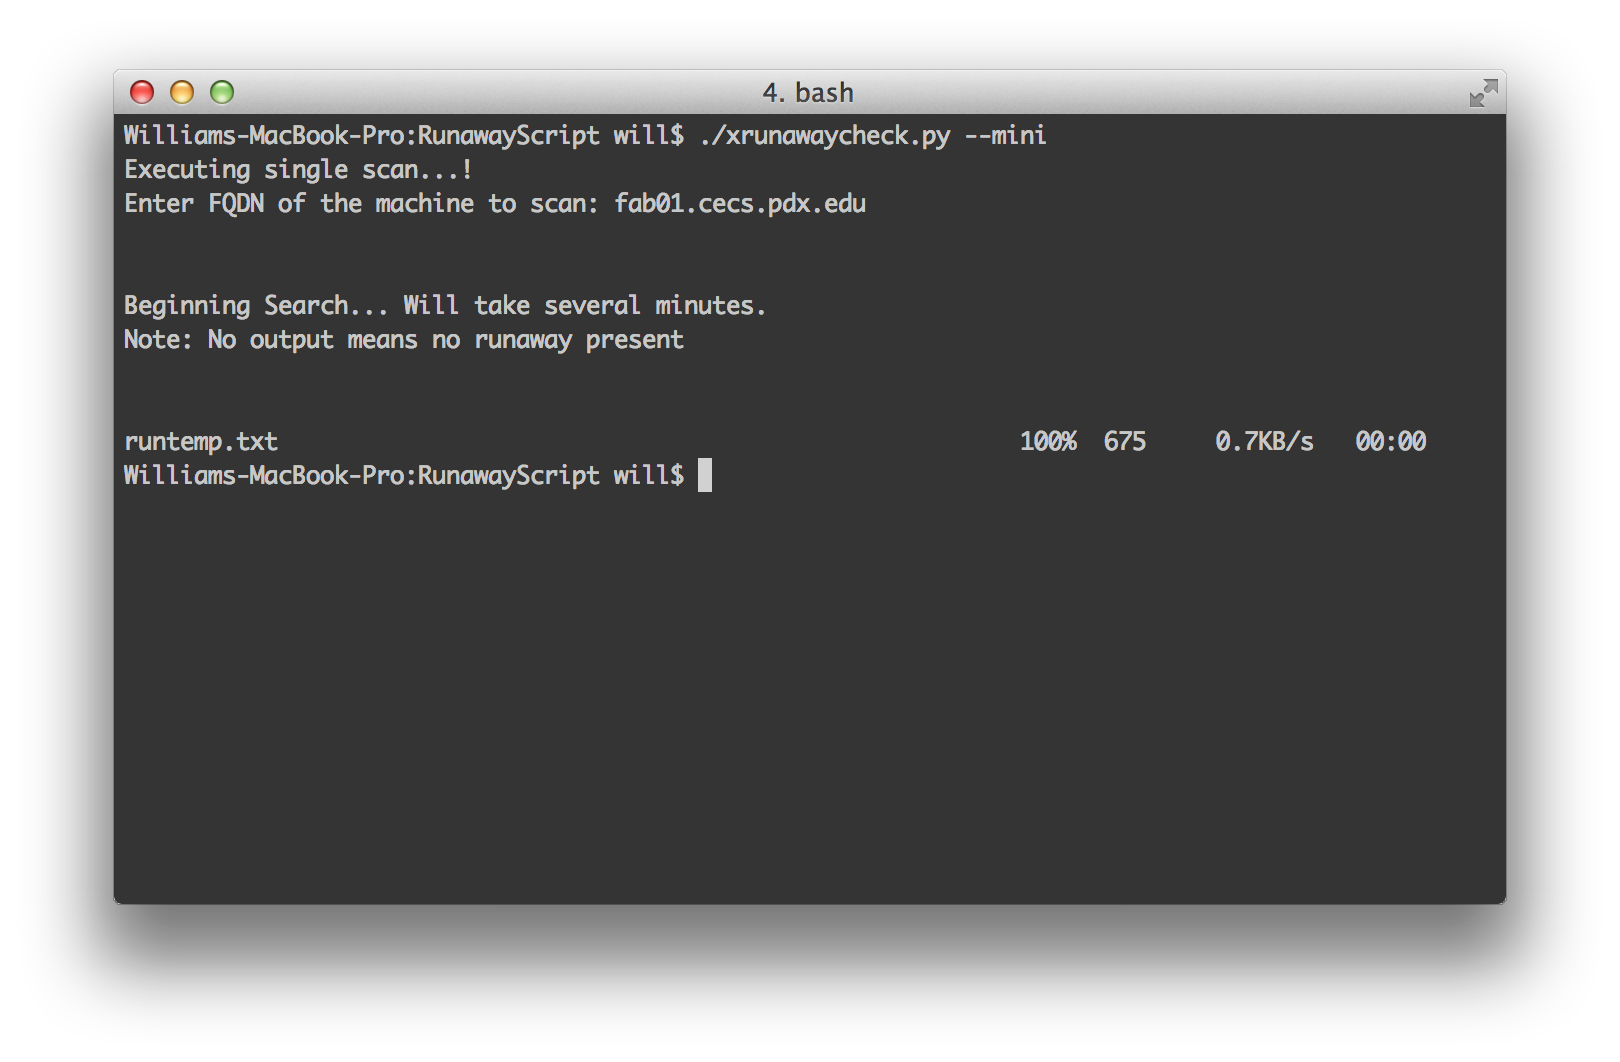 4. bash
Williams-MacBook-Pro:RunawayScript will$ ./xrunawaycheck.py --mini
Executing single scan...!
Enter FQDN of the machine to scan: fab01.cecs.pdx.edu
Beginning Search... Will take several minutes.
Note: No output means no runaway present
runtemp.txt 100% 675 0.7KB/s 00:00
Williams-MacBook-Pro:RunawayScript will$